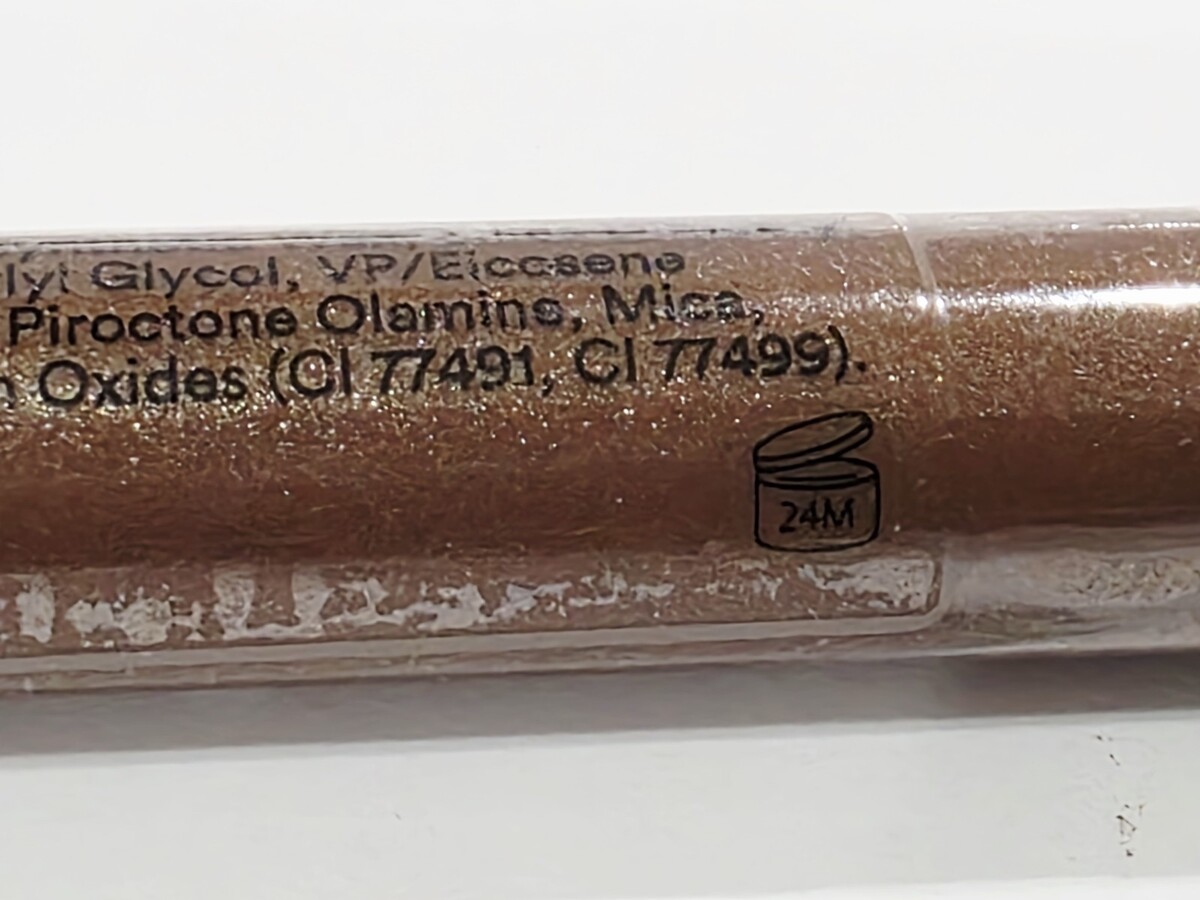 lyl Glycol, VP/Eicosene
Piroctone Olamine, Mica,
n Oxides (CI 77491, CI 77499).
24M